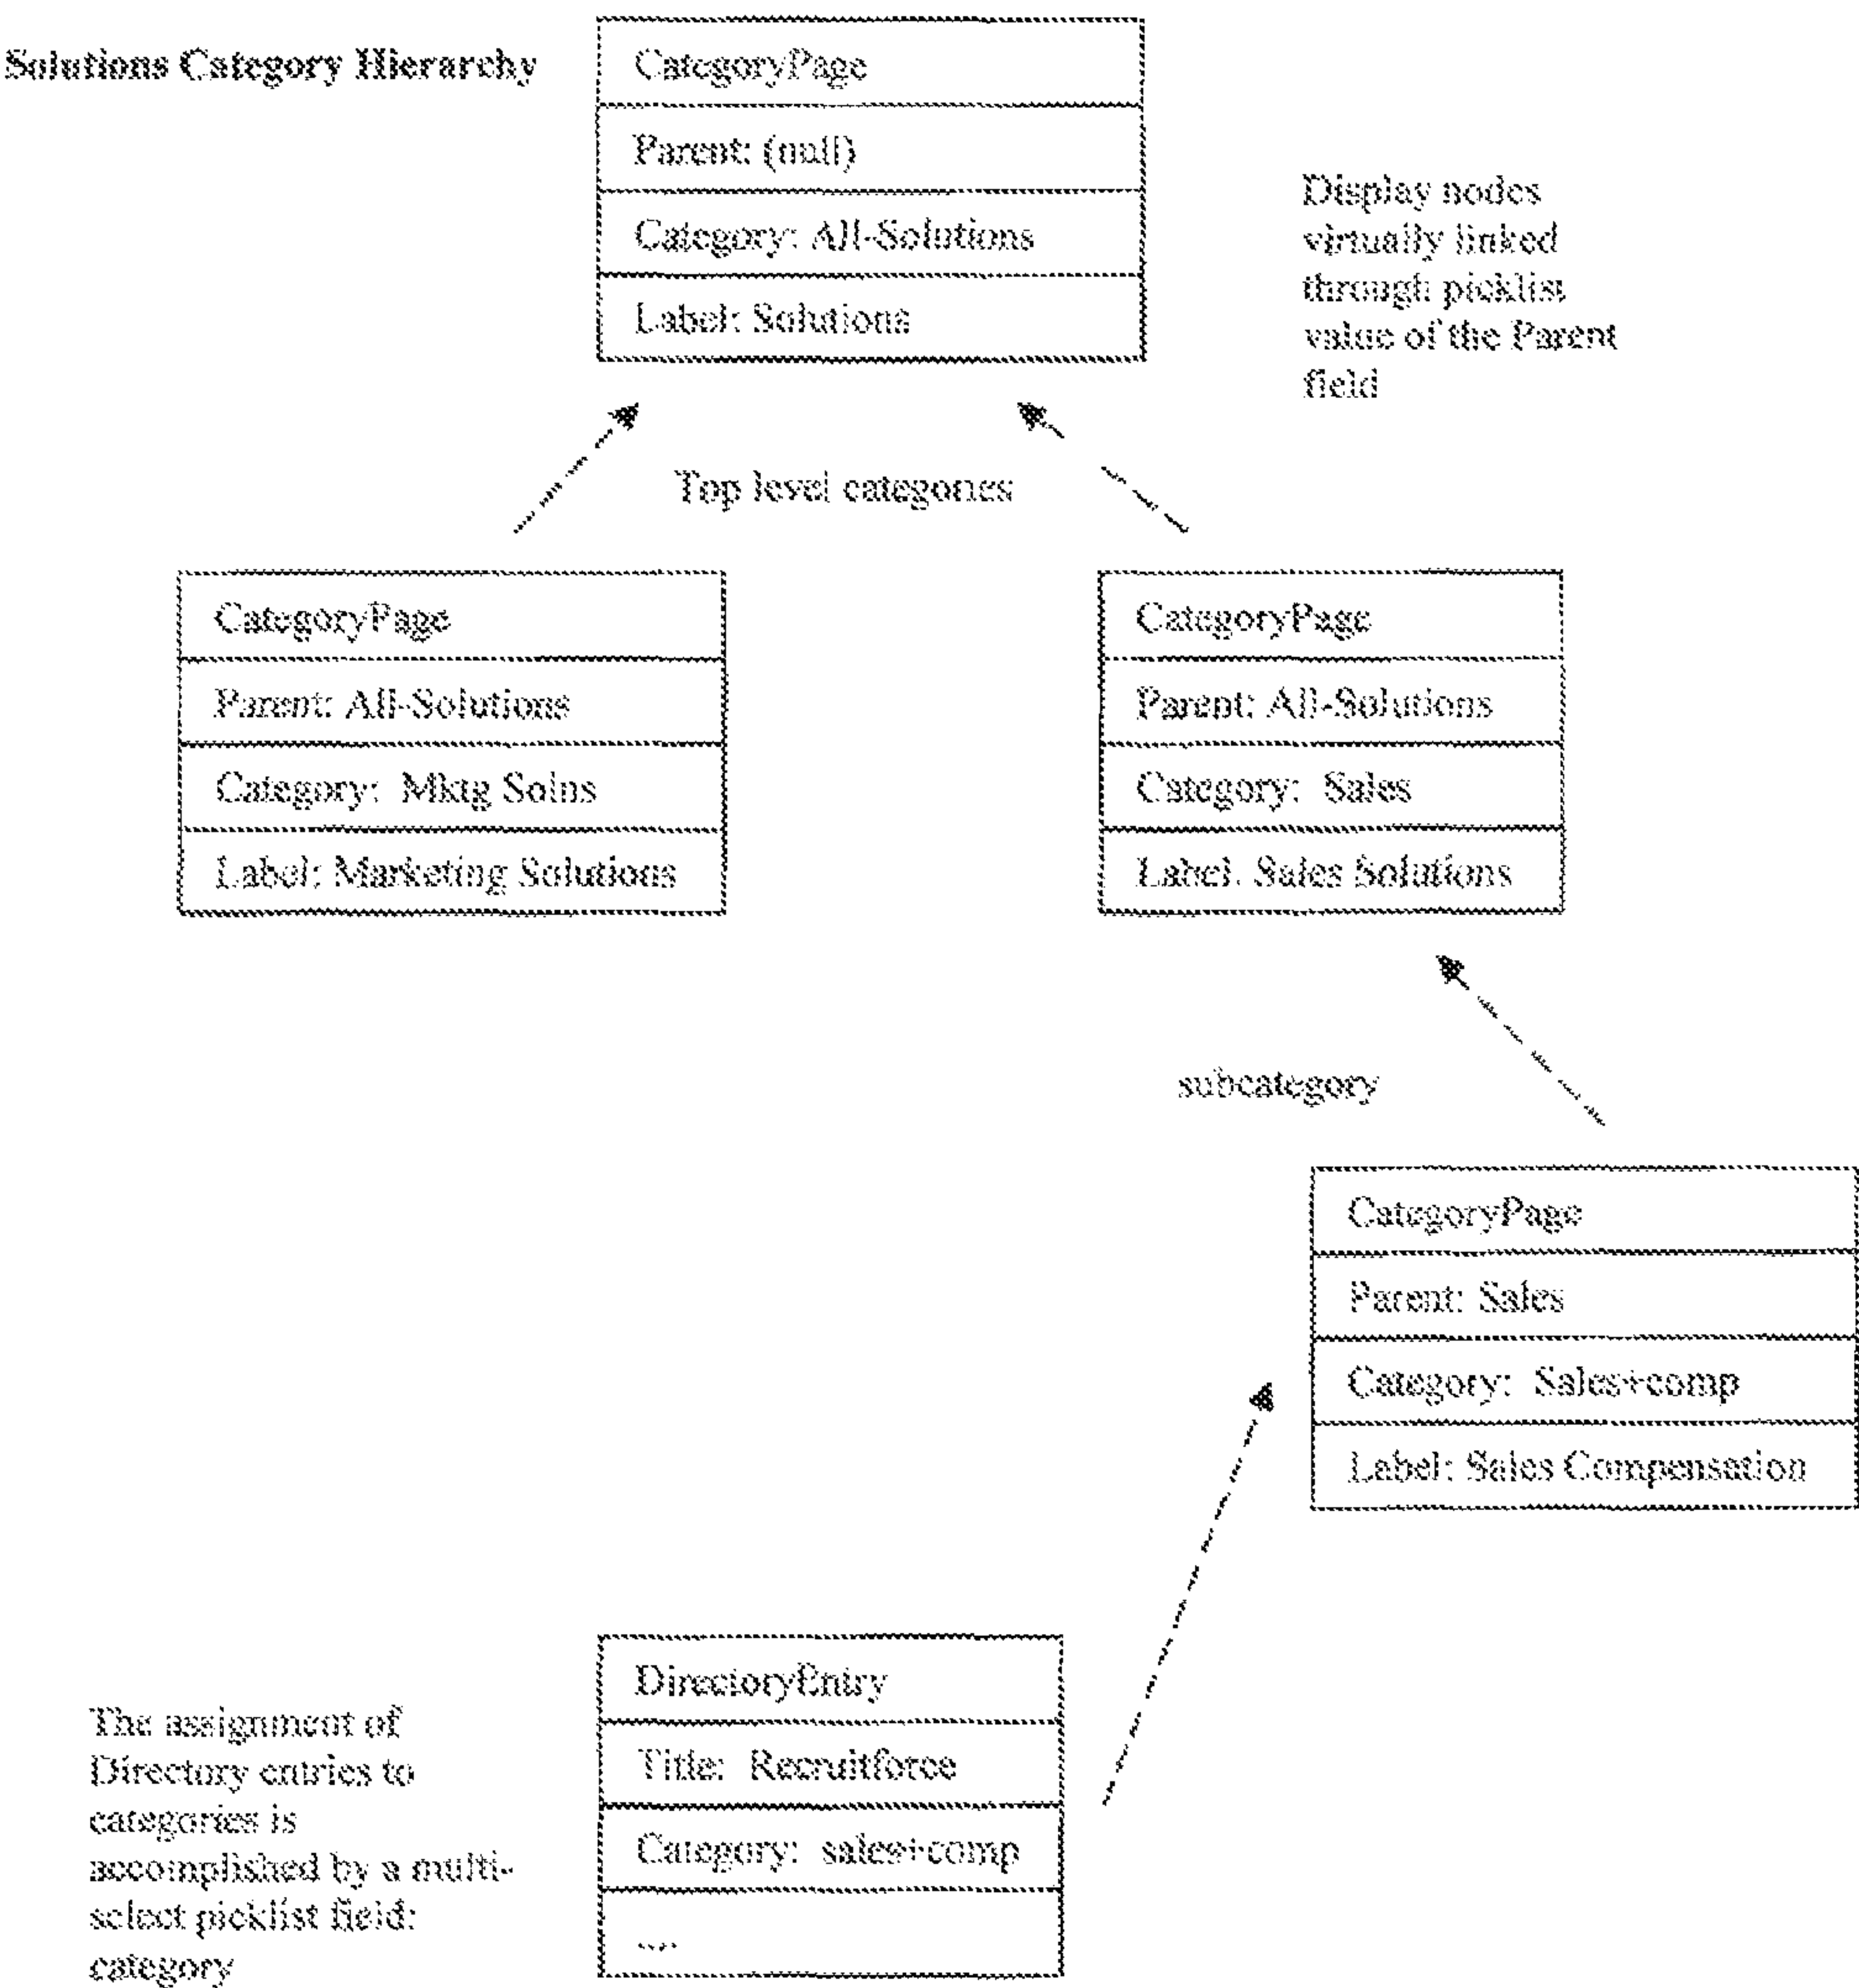 Solutions Category Hierarchy
CategoryPage
Parent: (null)
Category: All-Solutions
Label: Solutions
Display nodes
virtually linked
through picklist
value of the Parent
field
Top level categories
CategoryPage
Parent: All-Solutions
Category: Mktg Solns
Label: Marketing Solutions
CategoryPage
Parent: All-Solutions
Category: Sales
Label: Sales Solutions
subcategory
CategoryPage
Parent: Sales
Category: Sales+comp
Label: Sales Compensation
DirectoryEntry
Title: Recruitforce
Category: sales+comp
....
The assignment of
Directory entries to
categories is
accomplished by a multi-
select picklist field:
category